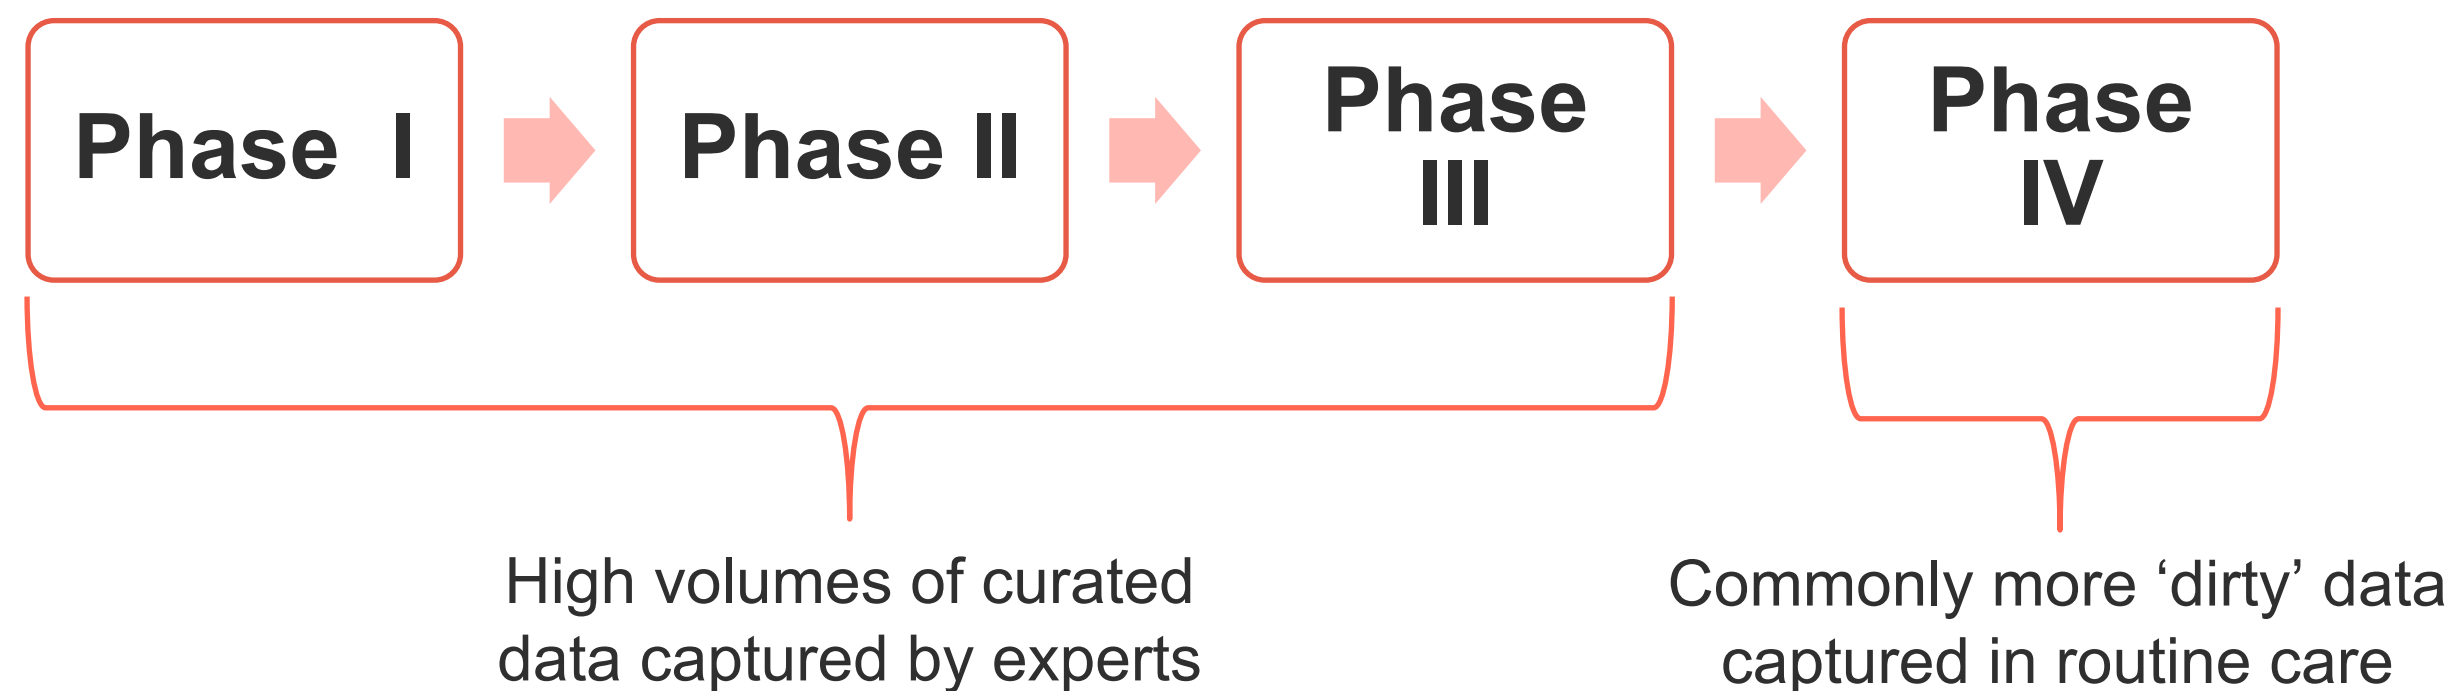 Phase I
Phase II
Phase
III
Phase
IV
High volumes of curated
data captured by experts
Commonly more ‘dirty’ data
captured in routine care